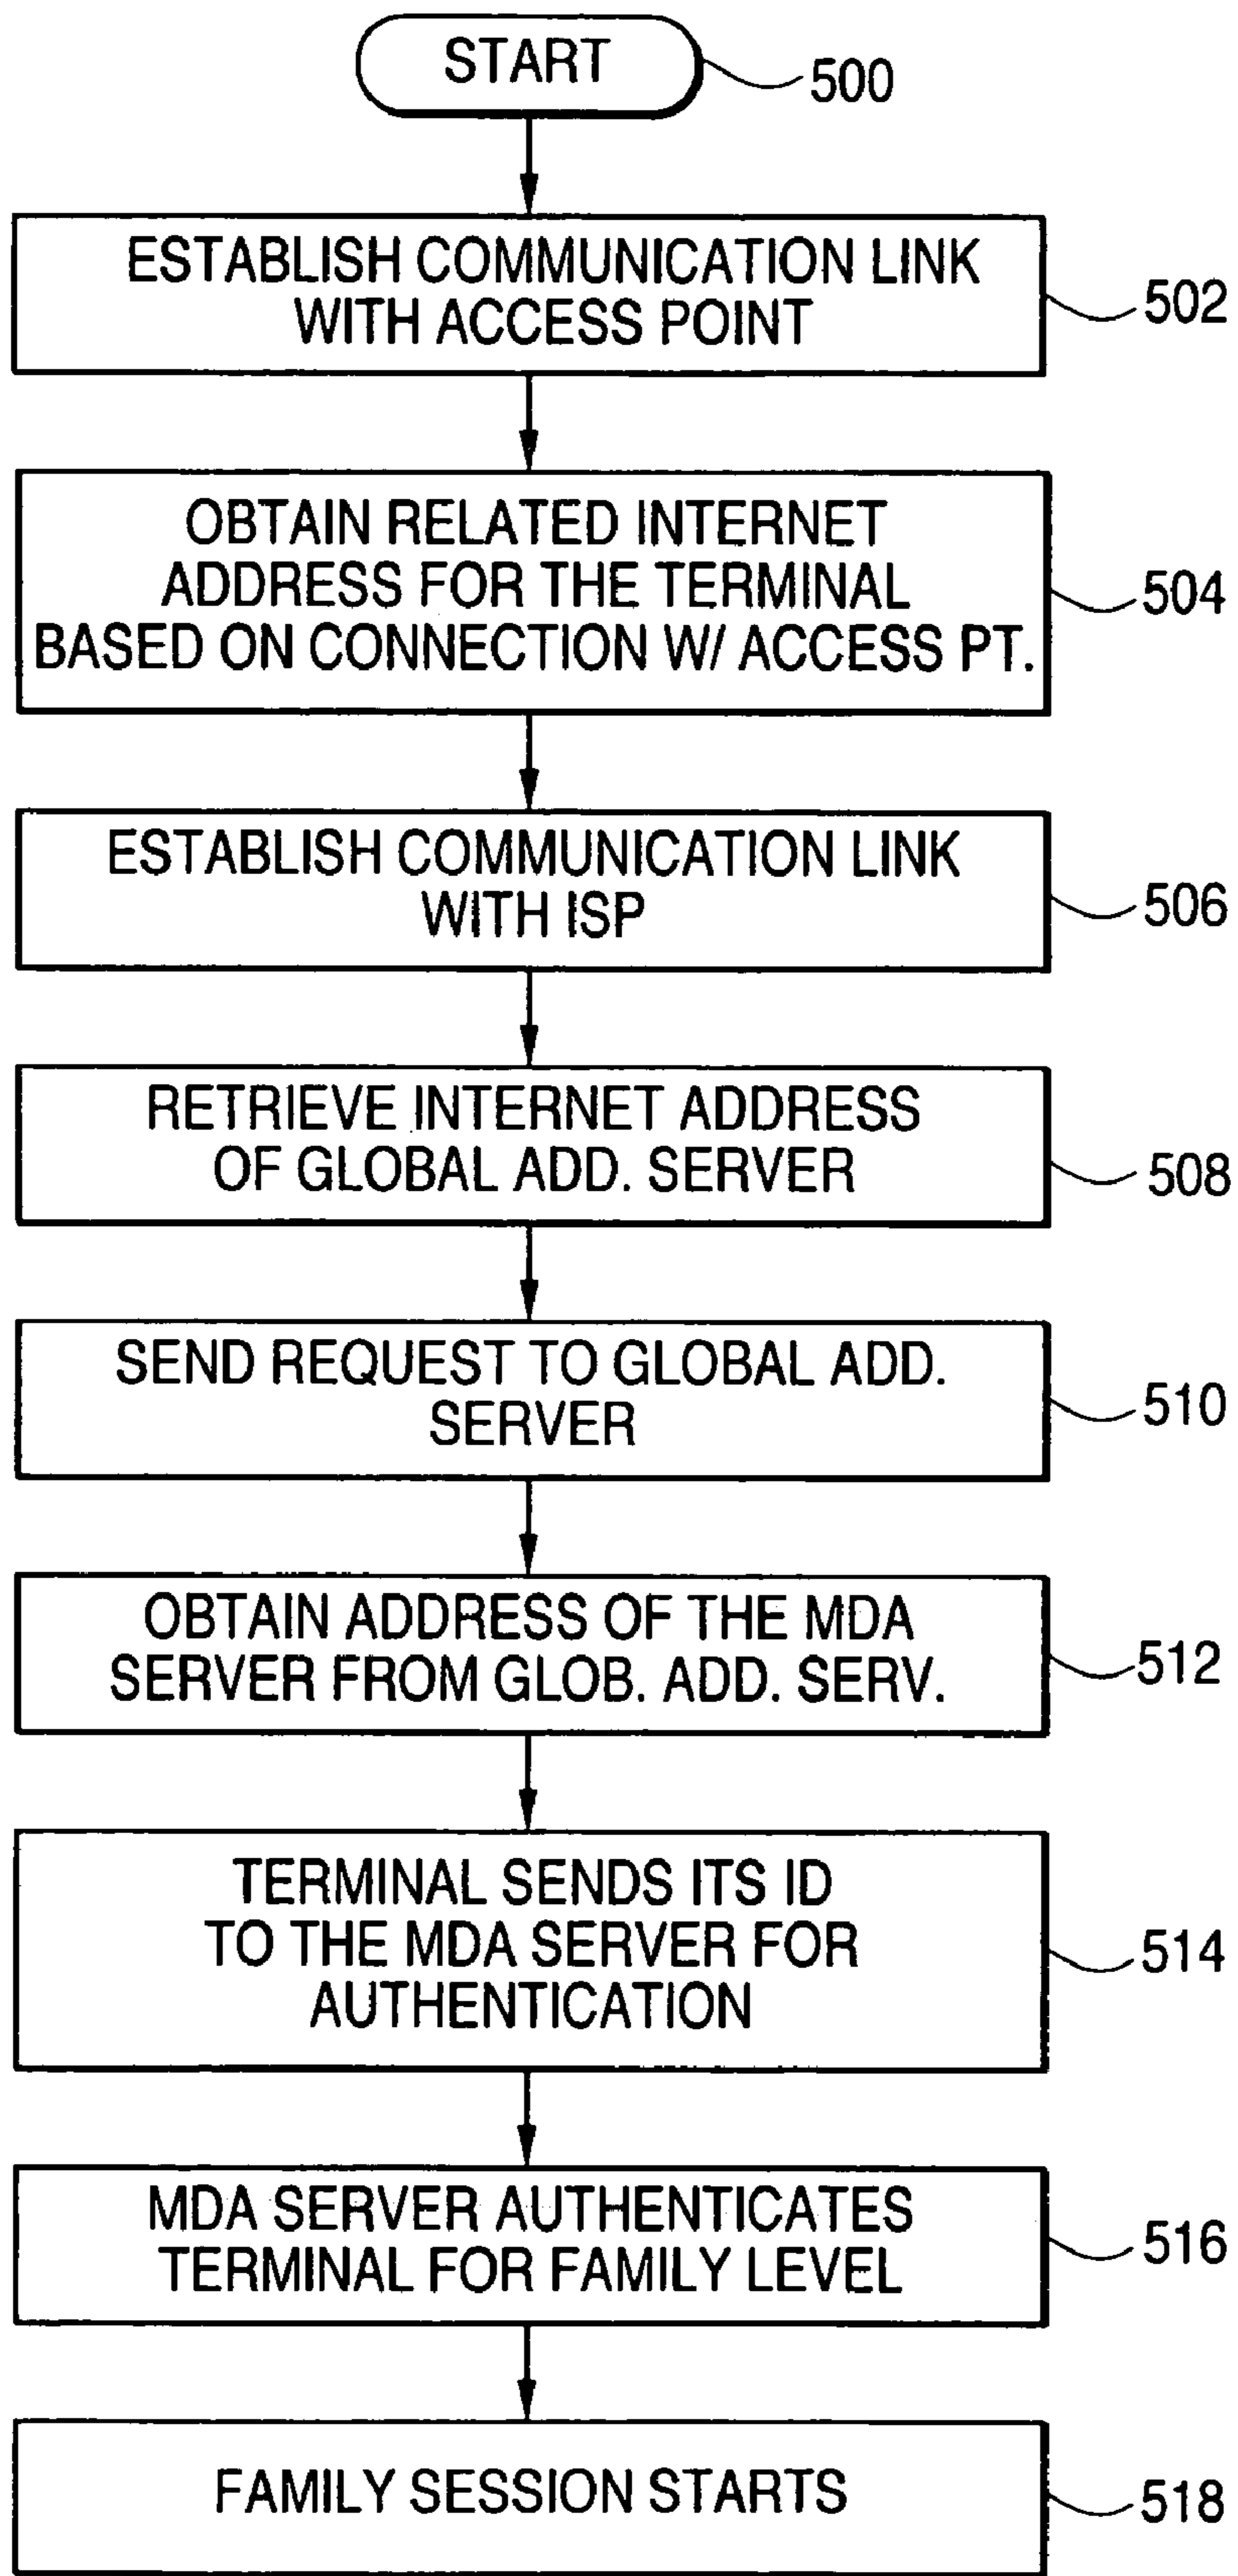 START
500
ESTABLISH COMMUNICATION LINK
WITH ACCESS POINT
502
OBTAIN RELATED INTERNET
ADDRESS FOR THE TERMINAL
BASED ON CONNECTION W/ ACCESS PT.
504
ESTABLISH COMMUNICATION LINK
WITH ISP
506
RETRIEVE INTERNET ADDRESS
OF GLOBAL ADD. SERVER
508
SEND REQUEST TO GLOBAL ADD.
SERVER
510
OBTAIN ADDRESS OF THE MDA
SERVER FROM GLOB. ADD. SERV.
512
TERMINAL SENDS ITS ID
TO THE MDA SERVER FOR
AUTHENTICATION
514
MDA SERVER AUTHENTICATES
TERMINAL FOR FAMILY LEVEL
516
FAMILY SESSION STARTS
518